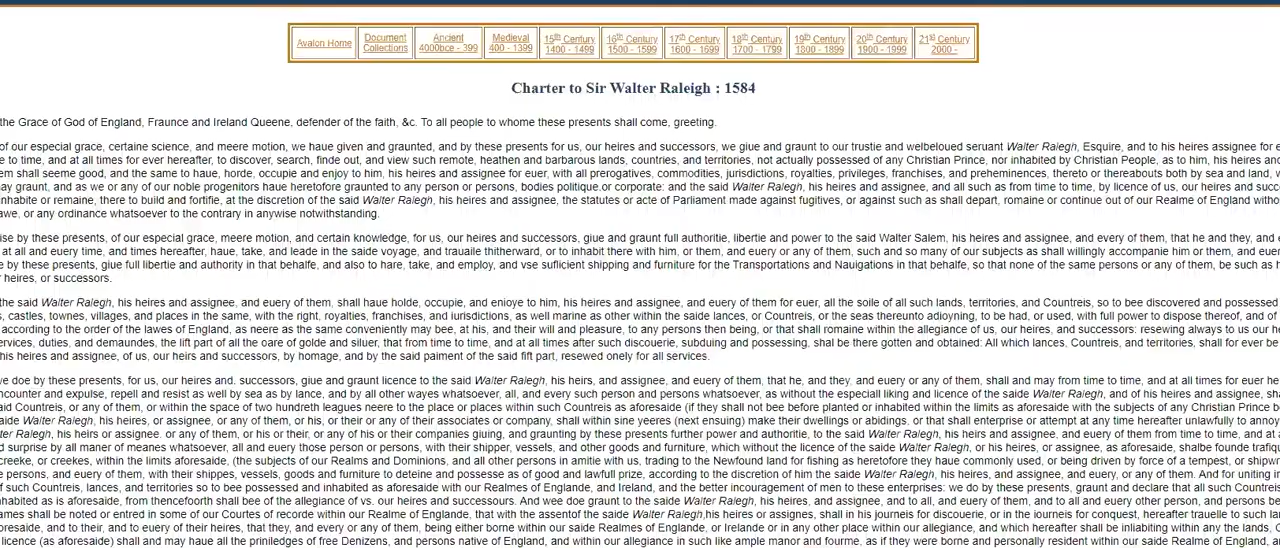 Avalon Home
Document Collections
Ancient 4000bce - 399
Medieval 400 - 1399
15th Century 1400 - 1499
16th Century 1500 - 1599
17th Century 1600 - 1699
18th Century 1700 - 1799
19th Century 1800 - 1899
20th Century 1900 - 1999
21st Century 2000 -
Charter to Sir Walter Raleigh : 1584
the Grace of God of England, Fraunce and Ireland Queene, defender of the faith, &c. To all people to whome these presents shall come, greeting.
of our especial grace, certaine science, and meere motion, we haue given and graunted, and by these presents for us, our heires and successors, we giue and graunt to our trustie and welbeloued seruant Walter Ralegh, Esquire, and to his heires assignee for e
e to time, and at all times for ever hereafter, to discover, search, finde out, and view such remote, heathen and barbarous lands, countries, and territories, not actually possessed of any Christian Prince, nor inhabited by Christian People, as to him, his heires and
em shall seeme good, and the same to haue, horde, occupie and enjoy to him, his heires and assignee for euer, with all prerogatives, commodities, jurisdictions, royalties, privileges, franchises, and preheminences, thereto or thereabouts both by sea and land, w
nay graunt, and as we or any of our noble progenitors haue heretofore graunted to any person or persons, bodies politique.or corporate: and the said Walter Ralegh, his heires and assignee, and all such as from time to time, by licence of us, our heires and succe
inhabite or remaine, there to build and fortifie, at the discretion of the said Walter Ralegh, his heires and assignee, the statutes or acte of Parliament made against fugitives, or against such as shall depart, romaine or continue out of our Realme of England witho
awe, or any ordinance whatsoever to the contrary in anywise notwithstanding.
ise by these presents, of our especial grace, meere motion, and certain knowledge, for us, our heires and successors, giue and graunt full authoritie, libertie and power to the said Walter Salem, his heires and assignee, and every of them, that he and they, and e
at all and euery time, and times hereafter, haue, take, and leade in the saide voyage, and trauaile thitherward, or to inhabit there with him, or them, and euery or any of them, such and so many of our subjects as shall willingly accompanie him or them, and euer
e by these presents, giue full libertie and authority in that behalfe, and also to hare, take, and employ, and vse suflicient shipping and furniture for the Transportations and Nauigations in that behalfe, so that none of the same persons or any of them, be such as h
r heires, or successors.
the said Walter Ralegh, his heires and assignee, and euery of them, shall haue holde, occupie, and enioye to him, his heires and assignee, and euery of them for euer, all the soile of all such lands, territories, and Countreis, so to bee discovered and possessed
s, castles, townes, villages, and places in the same, with the right, royalties, franchises, and iurisdictions, as well marine as other within the saide lances, or Countreis, or the seas thereunto adioyning, to be had, or used, with full power to dispose thereof, and of
according to the order of the lawes of England, as neere as the same conveniently may bee, at his, and their will and pleasure, to any persons then being, or that shall romaine within the allegiance of us, our heires, and successors: resewing always to us our he
ervices, duties, and demaundes, the lift part of all the oare of golde and siluer, that from time to time, and at all times after such discouerie, subduing and possessing, shal be there gotten and obtained: All which lances, Countreis, and territories, shall for ever be
his heires and assignee, of us, our heirs and successors, by homage, and by the said paiment of the said fift part, resewed onely for all services.
ve doe by these presents, for us, our heires and. successors, giue and graunt licence to the said Walter Ralegh, his heirs, and assignee, and euery of them, that he, and they, and euery or any of them, shall and may from time to time, and at all times for euer he
ncounter and expulse, repell and resist as well by sea as by lance, and by all other wayes whatsoever, all, and every such person and persons whatsoever, as without the especiall liking and licence of the saide Walter Ralegh, and of his heires and assignee, sha
aid Countreis, or any of them, or within the space of two hundreth leagues neere to the place or places within such Countreis as aforesaide (if they shall not bee before planted or inhabited within the limits as aforesaide with the subjects of any Christian Prince b
aide Walter Ralegh, his heires, or assignee, or any of them, or his, or their or any of their associates or company, shall within sine yeeres (next ensuing) make their dwellings or abidings. or that shall enterprise or attempt at any time hereafter unlawfully to annoy
ter Ralegh, his heirs or assignee. or any of them, or his or their, or any of his or their companies giuing, and graunting by these presents further power and authoritie, to the said Walter Ralegh, his heirs and assignee, and euery of them from time to time, and at
d surprise by all maner of meanes whatsoever, all and euery those person or persons, with their shipper, vessels, and other goods and furniture, which without the licence of the saide Walter Ralegh, or his heires, or assignee, as aforesaide, shalbe founde trafiqu
creeke, or creekes, within the limits aforesaide, (the subjects of our Realms and Dominions, and all other persons in amitie with us, trading to the Newfound land for fishing as heretofore they haue commonly used, or being driven by force of a tempest, or shipw
e persons, and euery of them, with their shippes, vessels, goods and furniture to deteine and possesse as of good and lawfull prize, according to the discretion of him the saide Walter Ralegh, his heires, and assignee, and euery, or any of them. And for uniting in
of such Countreis, lances, and territories so to bee possessed and inhabited as aforesaide with our Realmes of Englande, and Ireland, and the better incouragement of men to these enterprises: we do by these presents, graunt and declare that all such Countreis
nhabited as is aforesaide, from thencefoorth shall bee of the allegiance of vs. our heires and successours. And wee doe graunt to the saide Walter Ralegh, his heires, and assignee, and to all, and euery of them, and to all and euery other person, and persons be
ames shall be noted or entred in some of our Courtes of recorde within our Realme of Englande, that with the assentof the saide Walter Ralegh,his heires or assignes, shall in his journeis for discouerie, or in the iourneis for conquest, hereafter trauelle to such lan
oresaide, and to their, and to euery of their heires, that they, and every or any of them, being either borne within our saide Realmes of Englande, or Irelande or in any other place within our allegiance, and which hereafter shall be inliabiting within any the lands, C
licence (as aforesaide) shall and may haue all the priniledges of free Denizens, and persons native of England, and within our allegiance in such like ample manor and fourme, as if they were borne and personally resident within our saide Realme of England, a